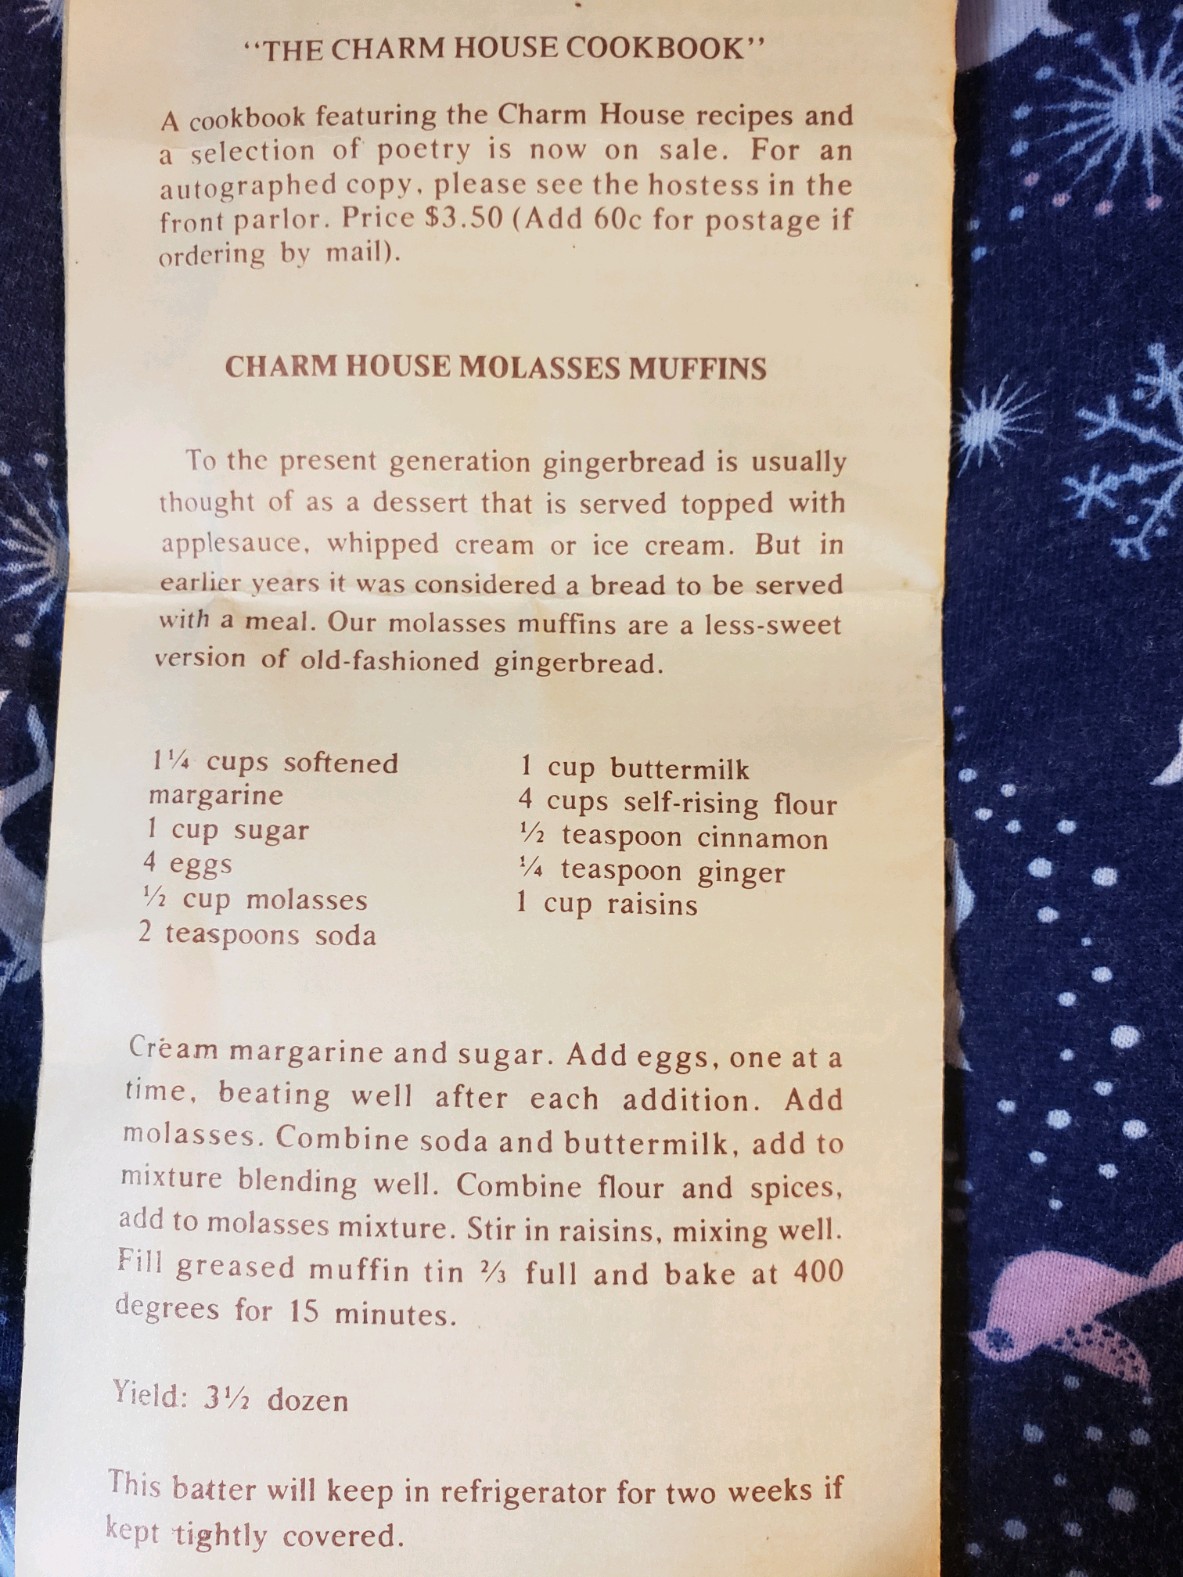 “THE CHARM HOUSE COOKBOOK”
A cookbook featuring the Charm House recipes and
a selection of poetry is now on sale. For an
autographed copy, please see the hostess in the
front parlor. Price $3.50 (Add 60c for postage if
ordering by mail).
CHARM HOUSE MOLASSES MUFFINS
To the present generation gingerbread is usually
thought of as a dessert that is served topped with
applesauce, whipped cream or ice cream. But in
earlier years it was considered a bread to be served
with a meal. Our molasses muffins are a less-sweet
version of old-fashioned gingerbread.
1¼ cups softened
margarine
1 cup sugar
4 eggs
½ cup molasses
2 teaspoons soda
1 cup buttermilk
4 cups self-rising flour
½ teaspoon cinnamon
¼ teaspoon ginger
1 cup raisins
Cream margarine and sugar. Add eggs, one at a
time, beating well after each addition. Add
molasses. Combine soda and buttermilk, add to
mixture blending well. Combine flour and spices,
add to molasses mixture. Stir in raisins, mixing well.
Fill greased muffin tin ⅔ full and bake at 400
degrees for 15 minutes.
Yield: 3½ dozen
This batter will keep in refrigerator for two weeks if
kept tightly covered.